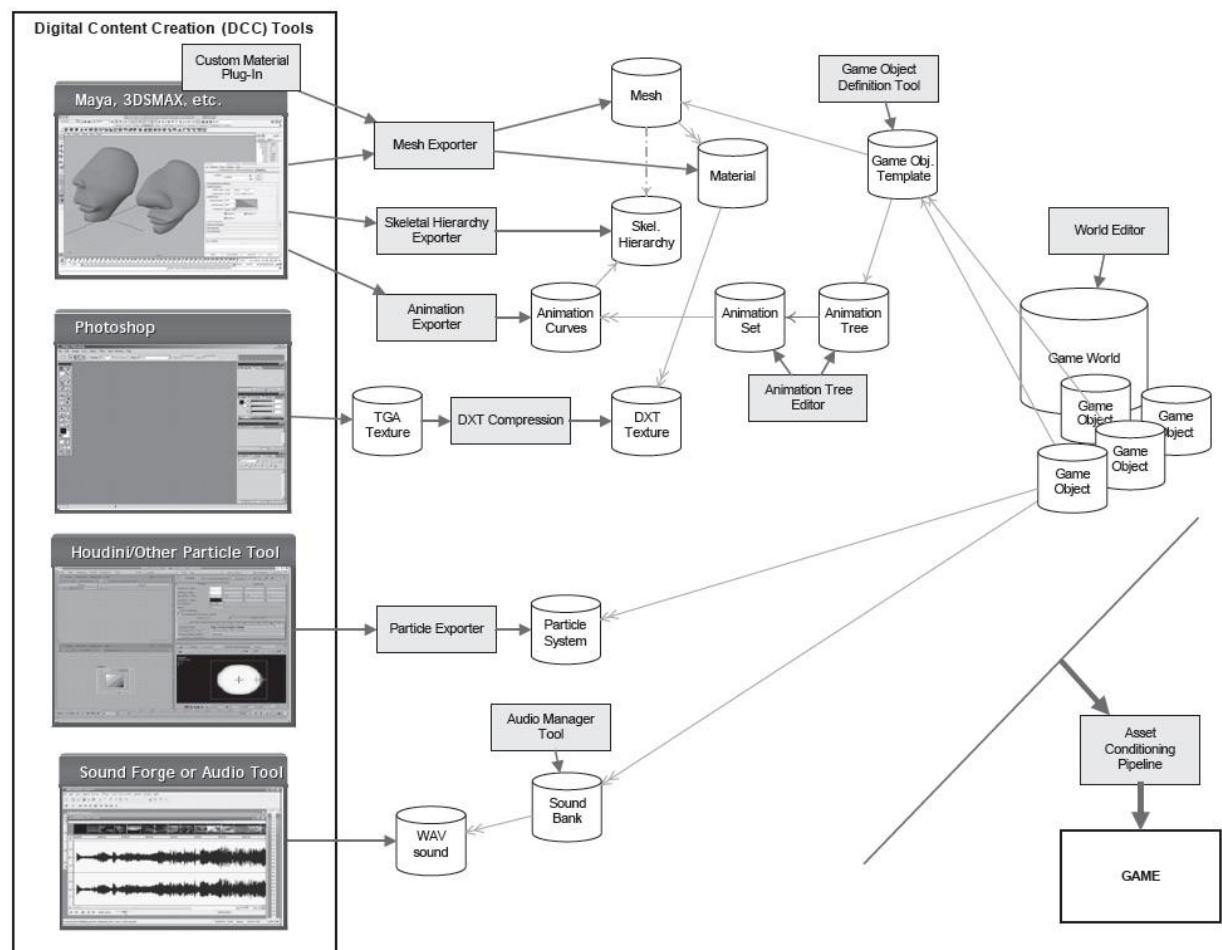 Digital Content Creation (DCC) Tools
Custom Material
Plug-In
Maya, 3DSMAX, etc.
Mesh Exporter
Mesh
Material
Game Object
Definition Tool
Game Obj.
Template
Skeletal Hierarchy
Exporter
Skel.
Hierarchy
World Editor
Animation
Exporter
Animation
Curves
Animation
Set
Animation
Tree
Game World
Photoshop
Animation Tree
Editor
TGA
Texture
DXT Compression
DXT
Texture
Game
Object
Game
Object
Game
Object
Game
Object
Houdini/Other Particle Tool
Particle Exporter
Particle
System
Audio Manager
Tool
Asset
Conditioning
Pipeline
Sound Forge or Audio Tool
Sound
Bank
WAV
sound
GAME